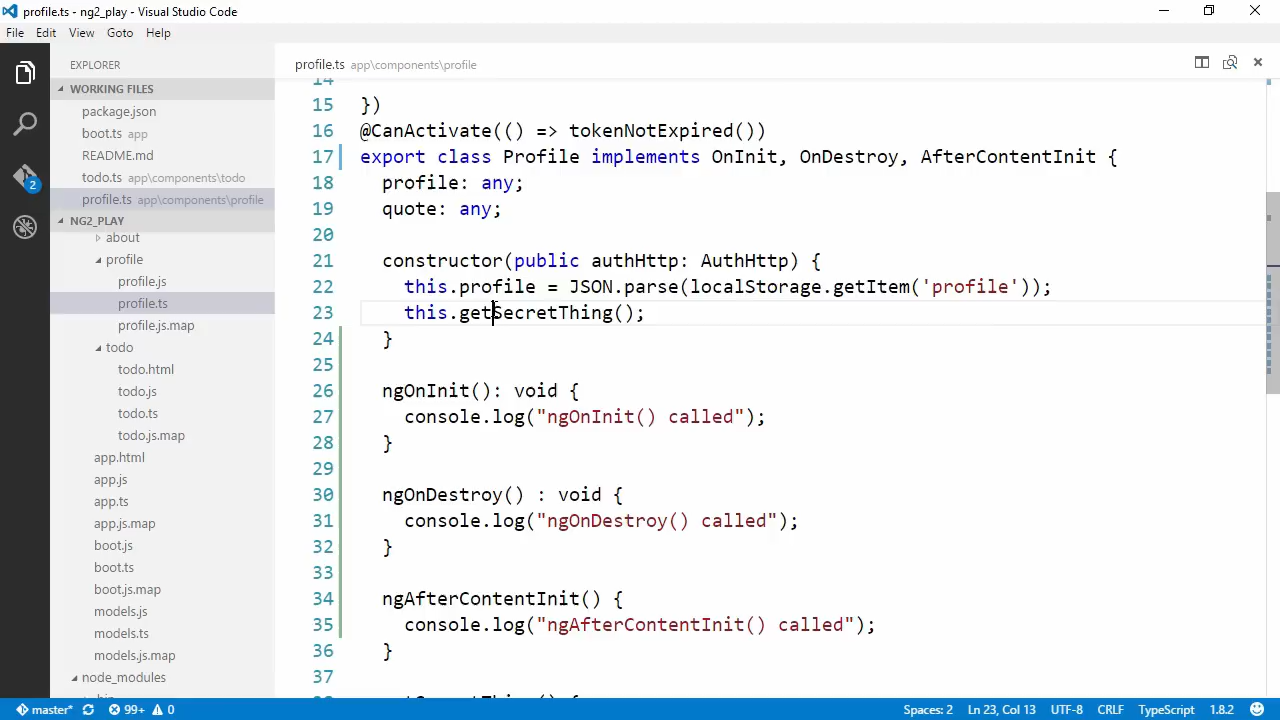 profile.ts - ng2_play - Visual Studio Code
File Edit View Goto Help
EXPLORER
WORKING FILES
package.json
boot.ts app
README.md
todo.ts app\components\todo
profile.ts app\components\profile
NG2_PLAY
about
profile
profile.js
profile.ts
profile.js.map
todo
todo.html
todo.js
todo.ts
todo.js.map
app.html
app.js
app.ts
app.js.map
boot.js
boot.ts
boot.js.map
models.js
models.ts
models.js.map
node_modules
.bin
2
profile.ts app\components\profile
14
15 })
16 @CanActivate(() => tokenNotExpired())
17 export class Profile implements OnInit, OnDestroy, AfterContentInit {
18 profile: any;
19 quote: any;
20
21 constructor(public authHttp: AuthHttp) {
22 this.profile = JSON.parse(localStorage.getItem('profile'));
23 this.getSecretThing();
24 }
25
26 ngOnInit(): void {
27 console.log("ngOnInit() called");
28 }
29
30 ngOnDestroy() : void {
31 console.log("ngOnDestroy() called");
32 }
33
34 ngAfterContentInit() {
35 console.log("ngAfterContentInit() called");
36 }
37
master* 99+ 0 Spaces: 2 Ln 23, Col 13 UTF-8 CRLF TypeScript 1.8.2